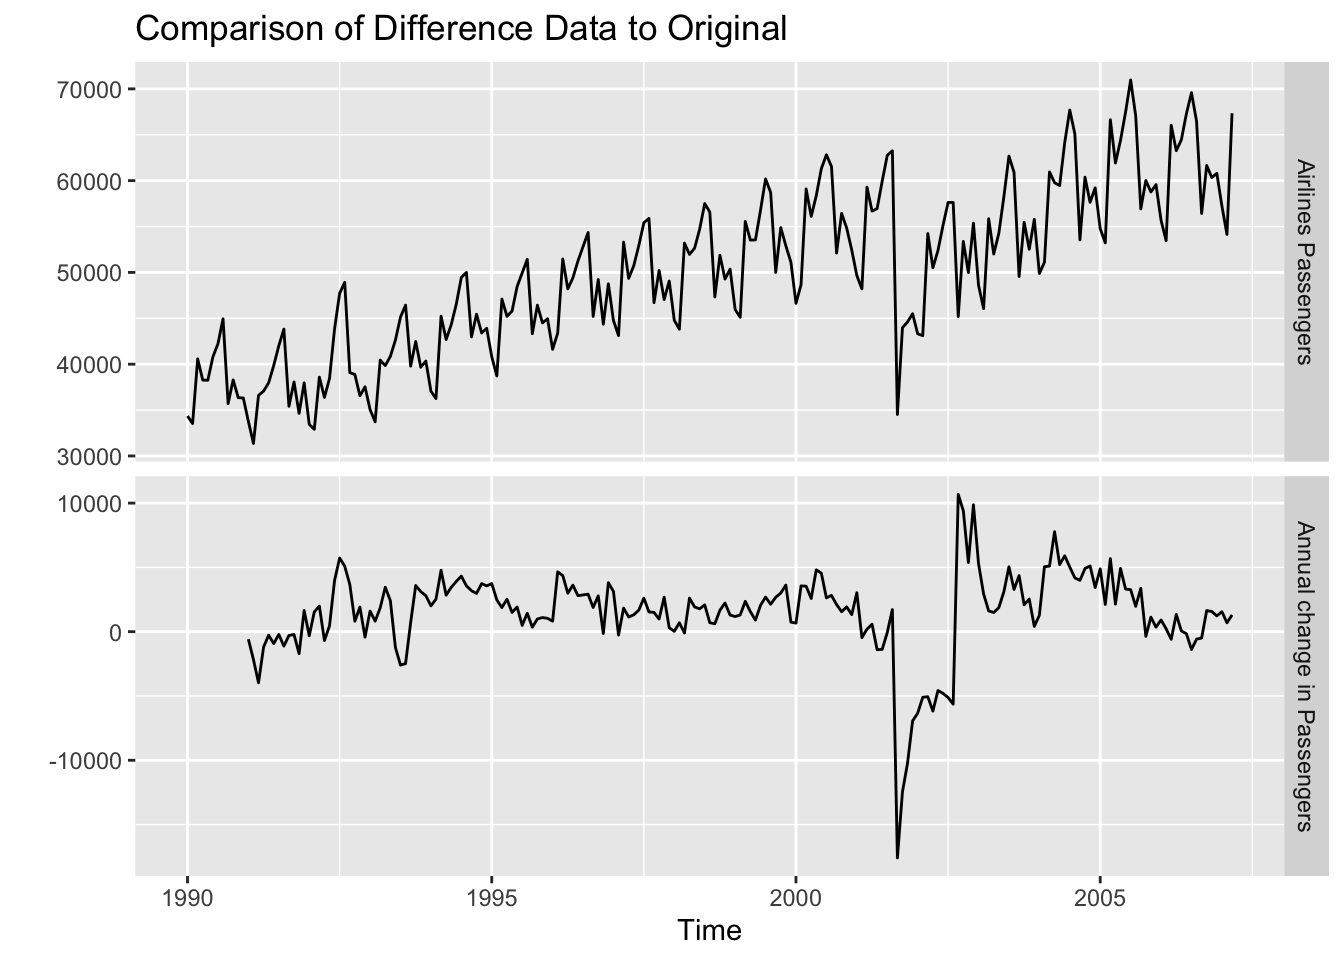 Comparison of Difference Data to Original
70000
60000
50000
40000
30000
Airlines Passengers
10000
0
-10000
Annual change in Passengers
1990 1995 2000 2005
Time